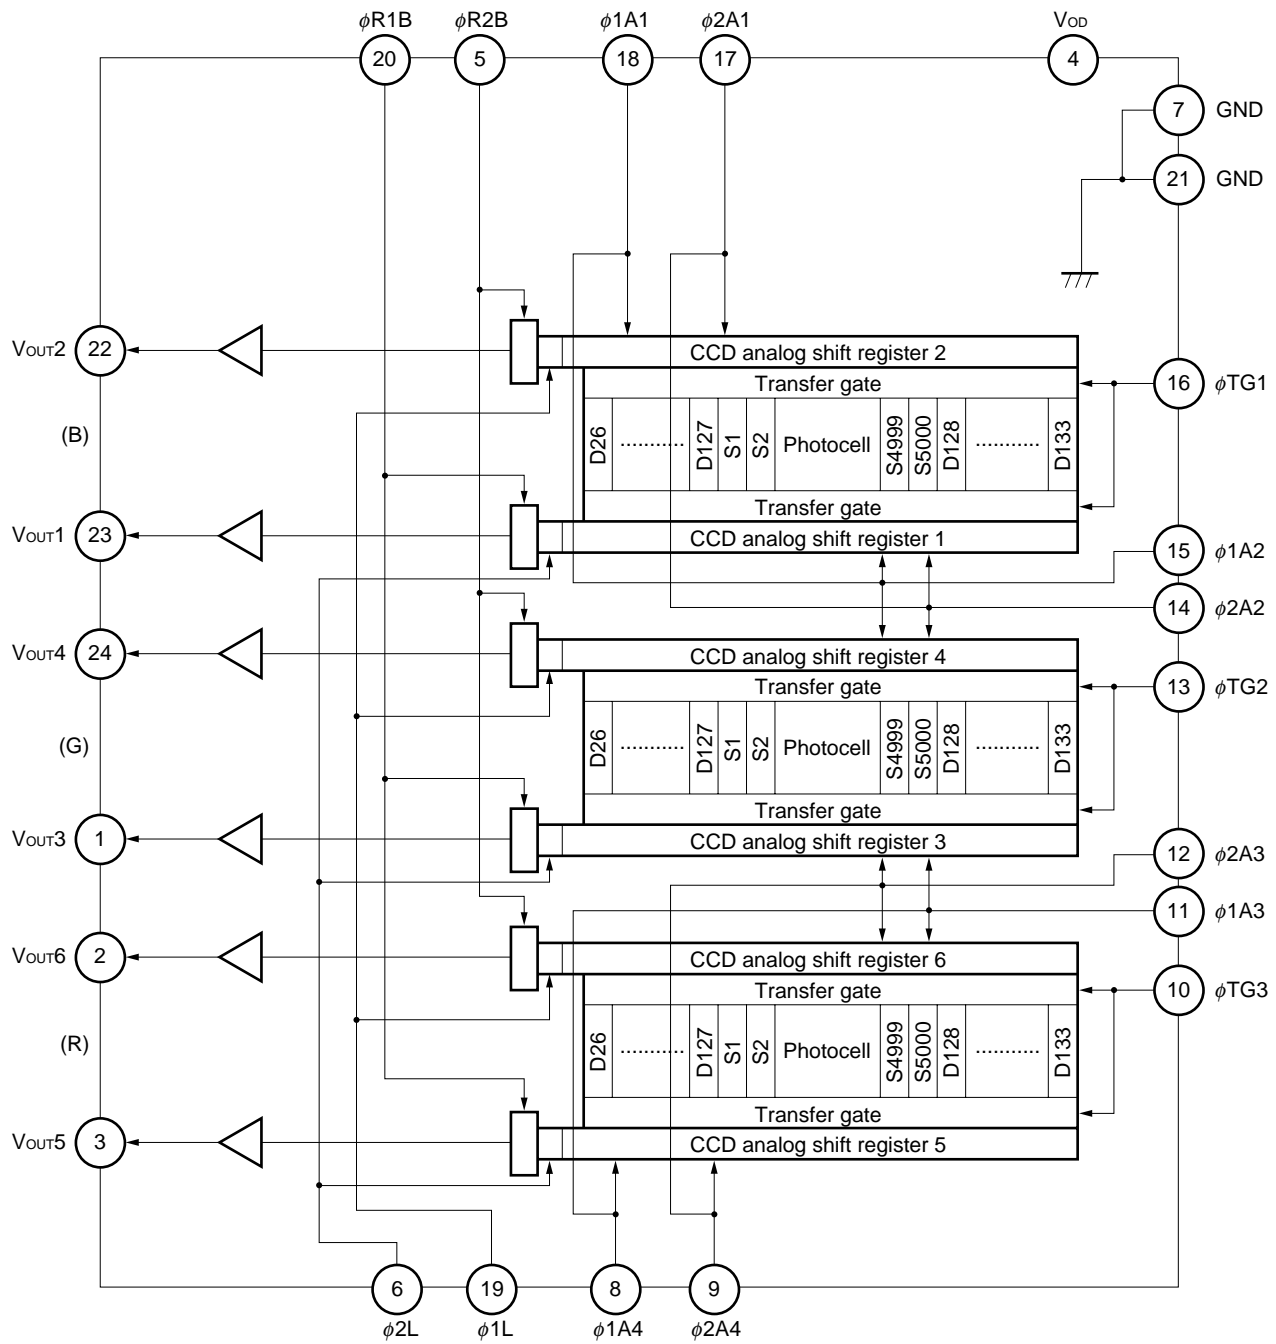 φR1B φR2B φ1A1 φ2A1 VOD
20 5 18 17 4
7 GND
21 GND
VOUT2 22 CCD analog shift register 2
Transfer gate 16 φTG1
(B) D26 ........... D127 S1 S2 Photocell S4999 S5000 D128 ........... D133
Transfer gate
VOUT1 23 CCD analog shift register 1 15 φ1A2
14 φ2A2
VOUT4 24 CCD analog shift register 4
Transfer gate 13 φTG2
(G) D26 ........... D127 S1 S2 Photocell S4999 S5000 D128 ........... D133
Transfer gate
VOUT3 1 CCD analog shift register 3 12 φ2A3
11 φ1A3
VOUT6 2 CCD analog shift register 6
Transfer gate 10 φTG3
(R) D26 ........... D127 S1 S2 Photocell S4999 S5000 D128 ........... D133
Transfer gate
VOUT5 3 CCD analog shift register 5
6 19 8 9
φ2L φ1L φ1A4 φ2A4